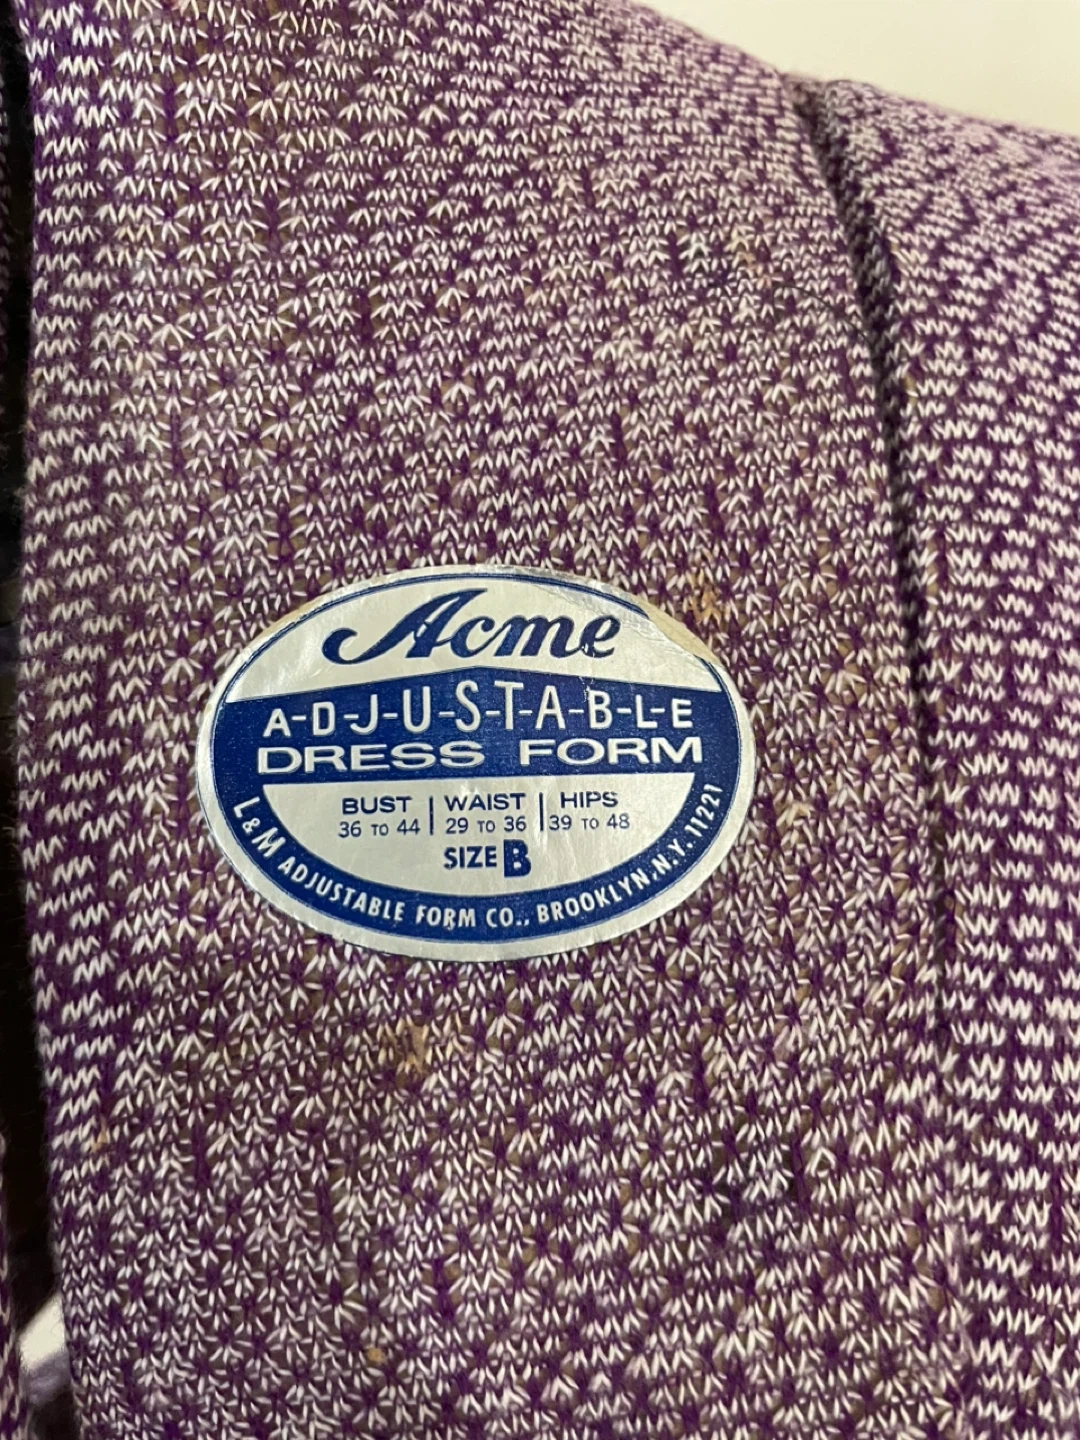 Acme
A-D-J-U-S-T-A-B-L-E
DRESS FORM
BUST | WAIST | HIPS
36 TO 44 | 29 TO 36 | 39 TO 48
SIZE B
L & M ADJUSTABLE FORM CO., BROOKLYN, N.Y. 11221